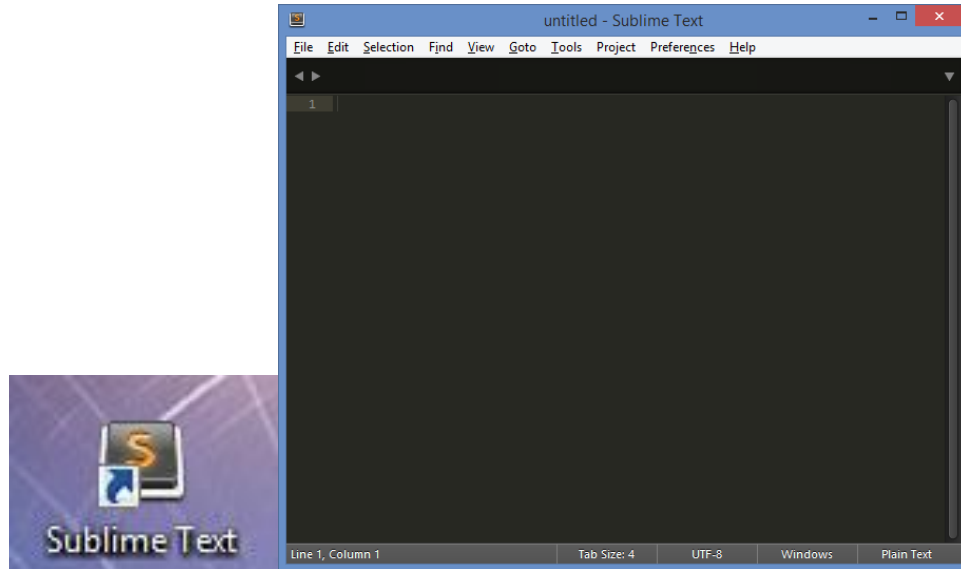 untitled - Sublime Text
File Edit Selection Find View Goto Tools Project Preferences Help
1
S
Sublime Text
Line 1, Column 1 Tab Size: 4 UTF-8 Windows Plain Text